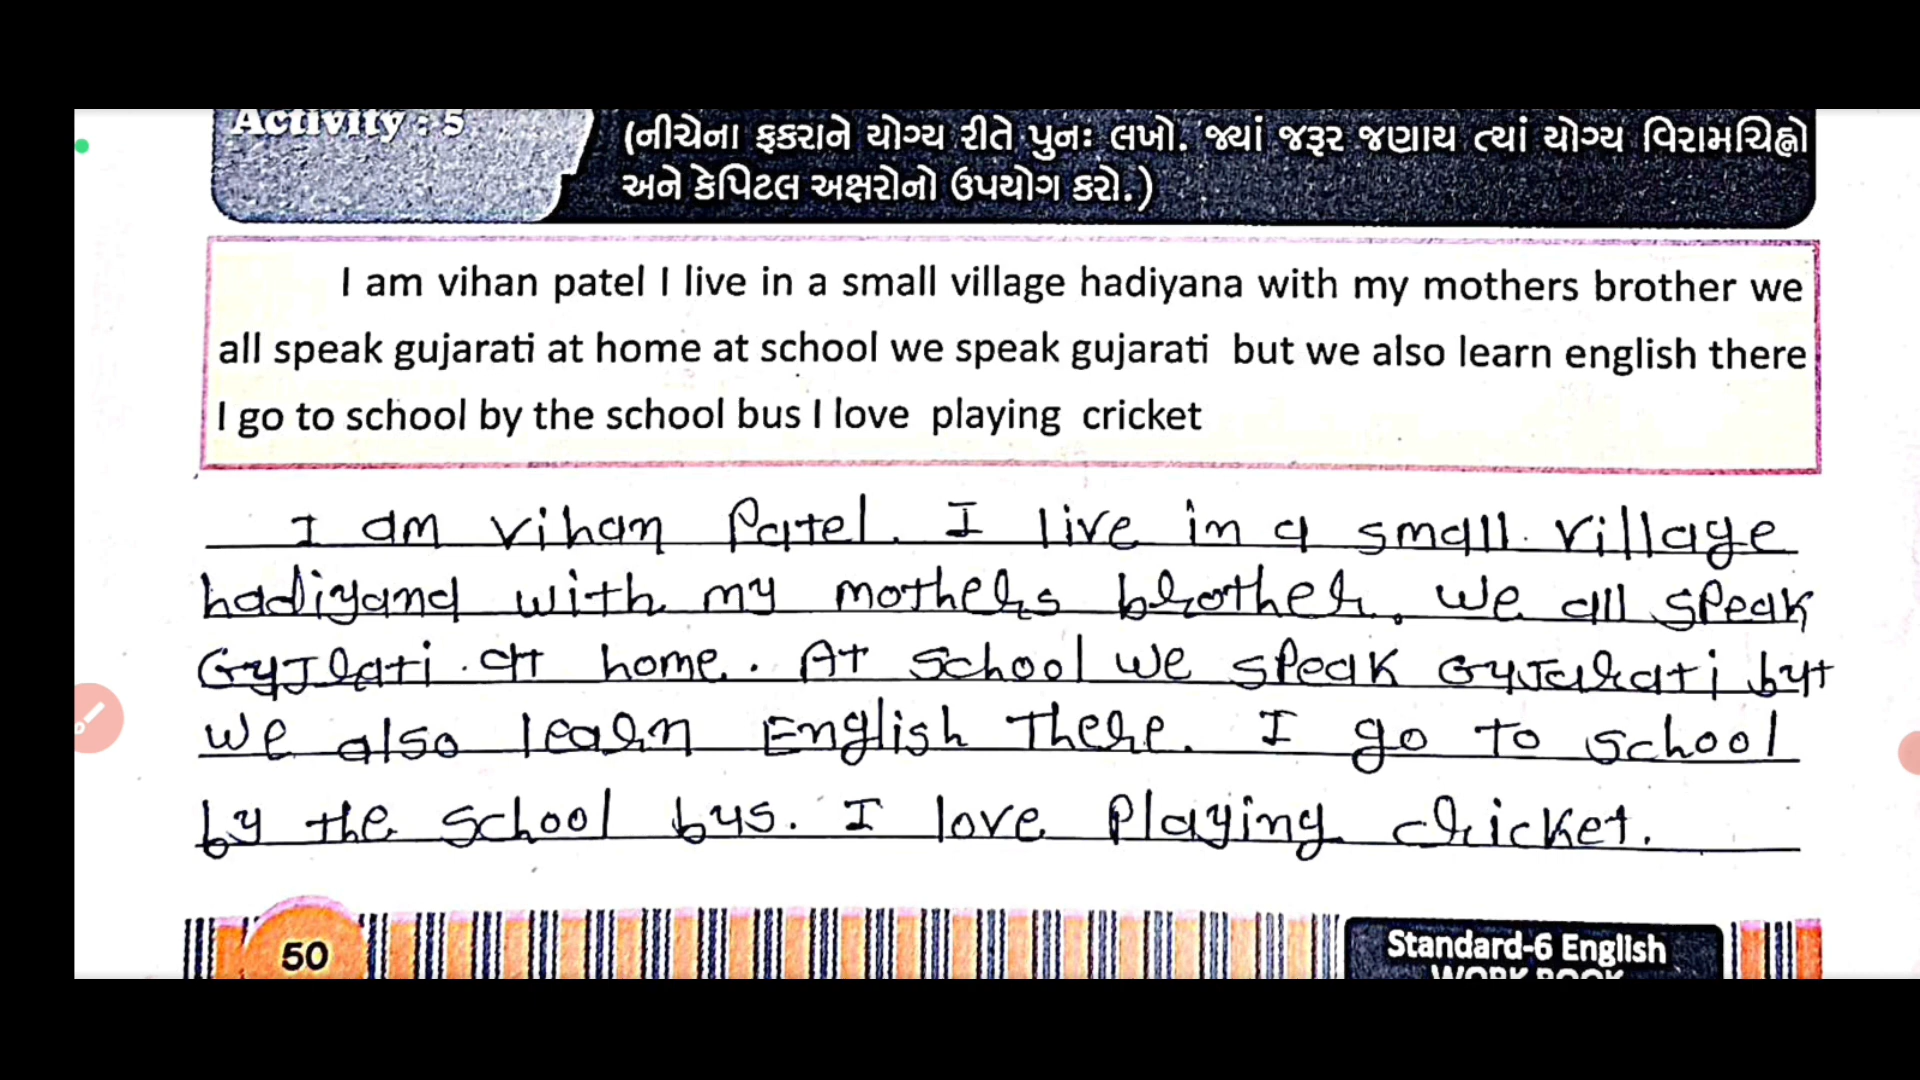 Activity : 5
(નીચેના ફકરાને યોગ્ય રીતે પુનઃ લખો. જ્યાં જરૂર જણાય ત્યાં યોગ્ય વિરામચિહ્નો
અને કેપિટલ અક્ષરોનો ઉપયોગ કરો.)
I am vihan patel I live in a small village hadiyana with my mothers brother we
all speak gujarati at home at school we speak gujarati but we also learn english there
I go to school by the school bus I love playing cricket
I am vihan Patel. I live in a small village
hadiyana with my mothers brother. We all speak
Gujrati at home. At school we speak Gujarati but
we also learn English There. I go to school
by the school bus. I love Playing cricket.
50
Standard-6 English
WORK BOOK